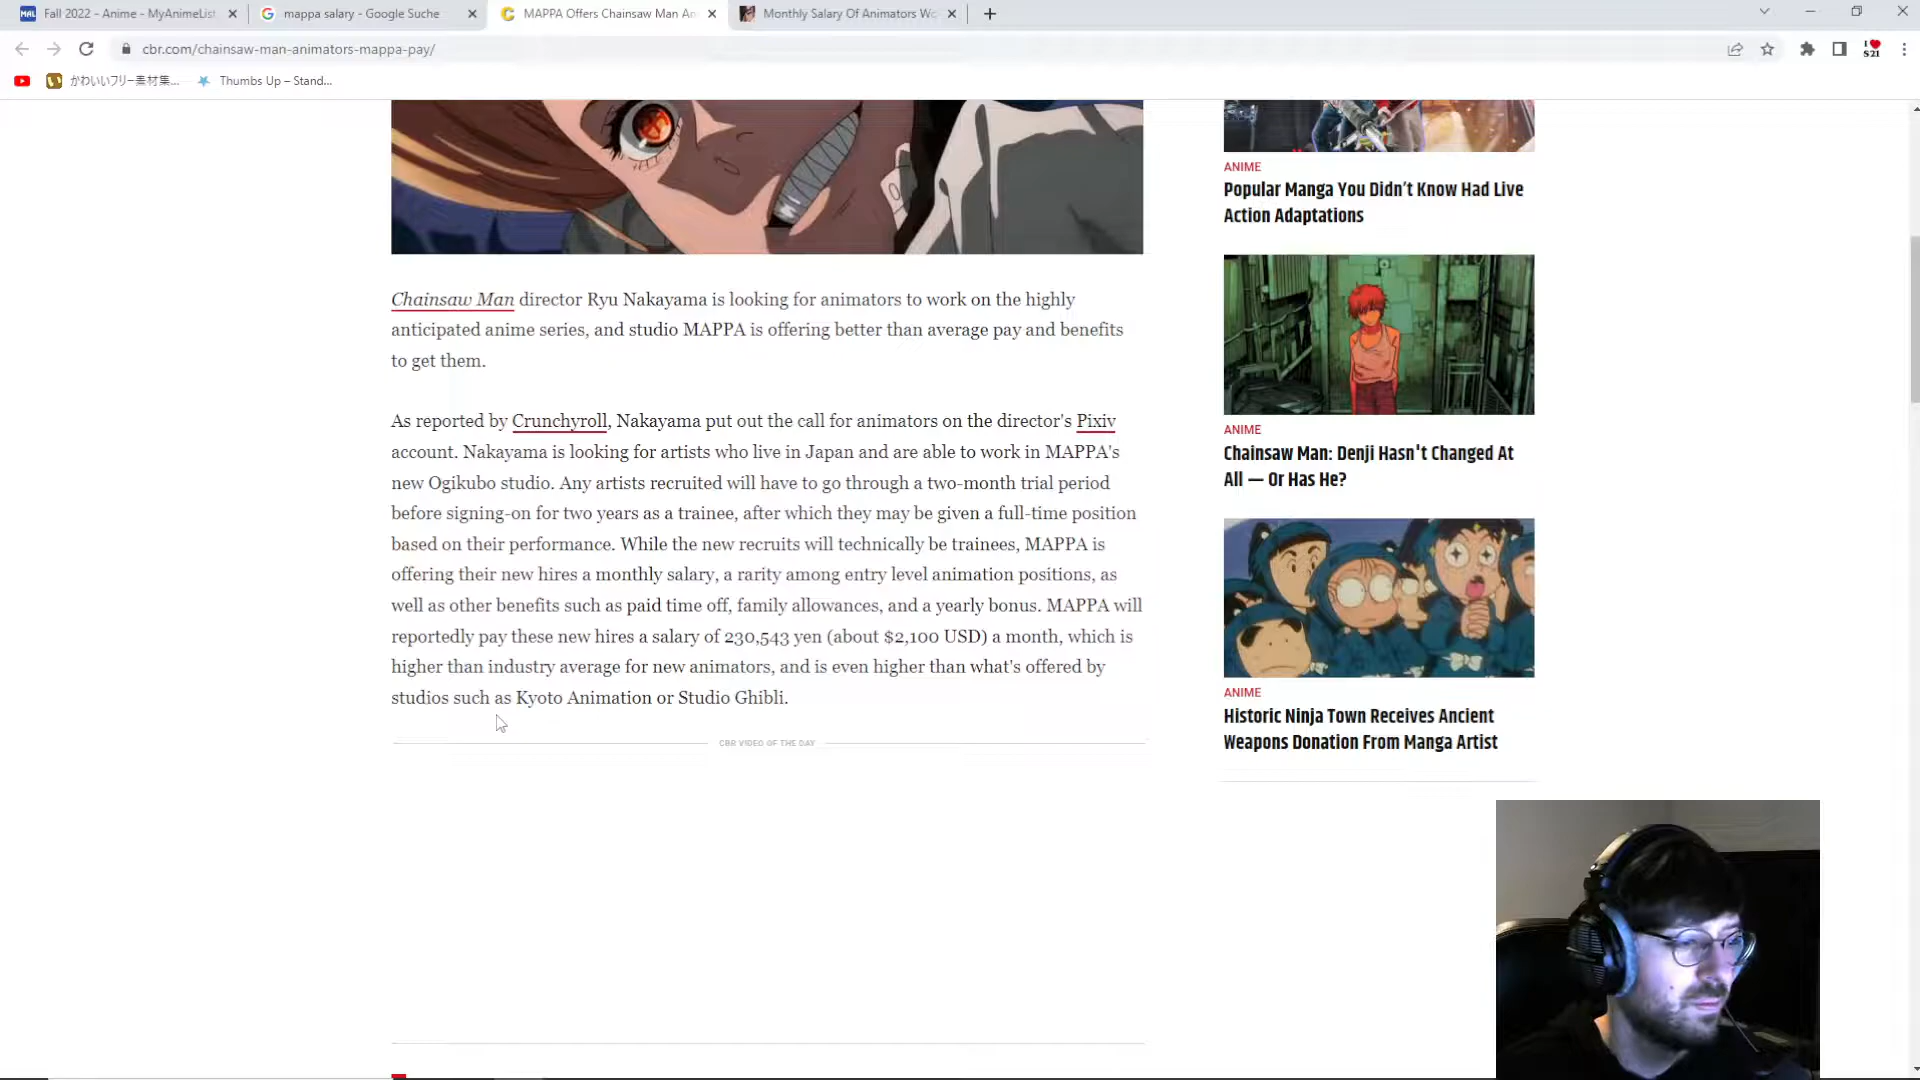 Fall 2022 - Anime - MyAnimeList
mappa salary - Google Suche
MAPPA Offers Chainsaw Man An
Monthly Salary Of Animators Wo
cbr.com/chainsaw-man-animators-mappa-pay/
かわいいフリー素材集...
Thumbs Up – Stand...
Chainsaw Man director Ryu Nakayama is looking for animators to work on the highly
anticipated anime series, and studio MAPPA is offering better than average pay and benefits
to get them.
As reported by Crunchyroll, Nakayama put out the call for animators on the director's Pixiv
account. Nakayama is looking for artists who live in Japan and are able to work in MAPPA's
new Ogikubo studio. Any artists recruited will have to go through a two-month trial period
before signing-on for two years as a trainee, after which they may be given a full-time position
based on their performance. While the new recruits will technically be trainees, MAPPA is
offering their new hires a monthly salary, a rarity among entry level animation positions, as
well as other benefits such as paid time off, family allowances, and a yearly bonus. MAPPA will
reportedly pay these new hires a salary of 230,543 yen (about $2,100 USD) a month, which is
higher than industry average for new animators, and is even higher than what's offered by
studios such as Kyoto Animation or Studio Ghibli.
CBR VIDEO OF THE DAY
ANIME
Popular Manga You Didn't Know Had Live
Action Adaptations
ANIME
Chainsaw Man: Denji Hasn't Changed At
All — Or Has He?
ANIME
Historic Ninja Town Receives Ancient
Weapons Donation From Manga Artist